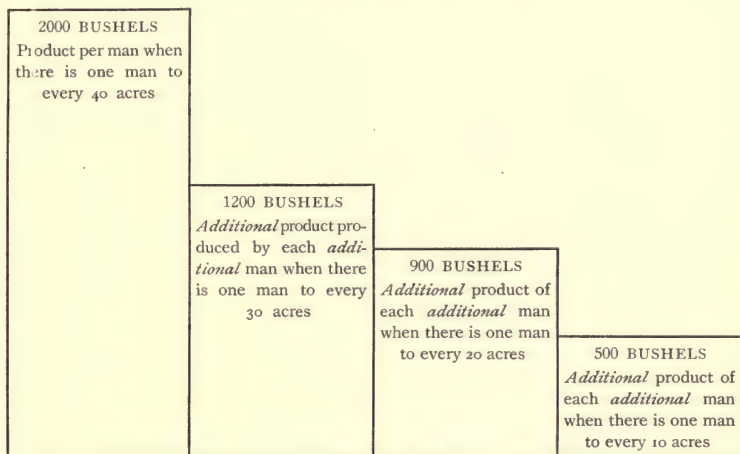 2000 BUSHELS
Product per man when
there is one man to
every 40 acres
1200 BUSHELS
Additional product pro-
duced by each addi-
tional man when there
is one man to every
30 acres
900 BUSHELS
Additional product of
each additional man
when there is one man
to every 20 acres
500 BUSHELS
Additional product of
each additional man
when there is one man
to every 10 acres